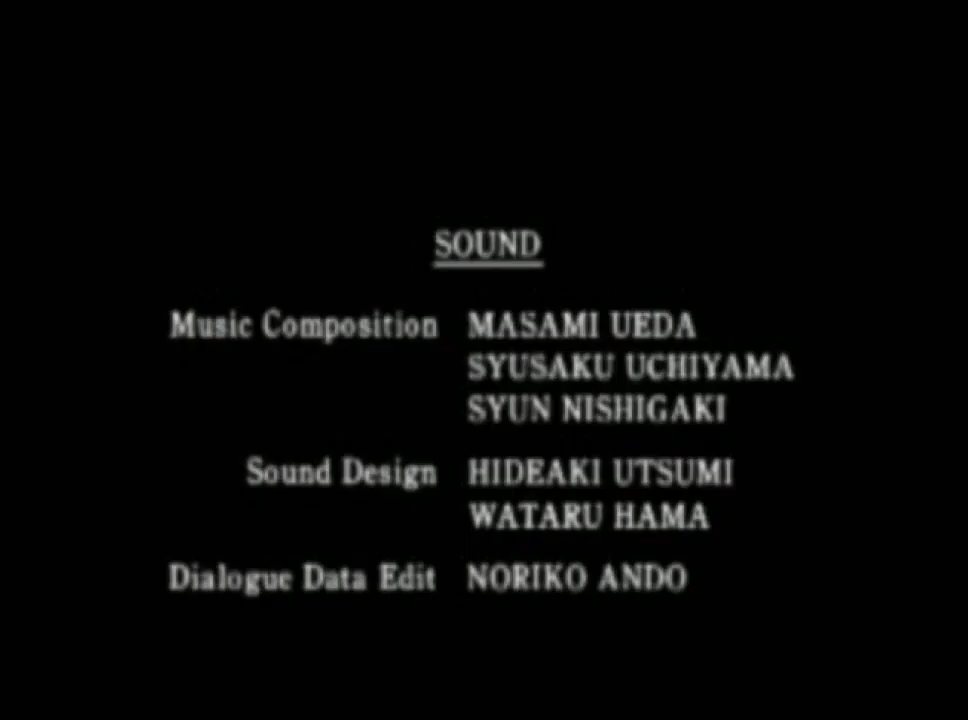 SOUND
Music Composition MASAMI UEDA
SYUSAKU UCHIYAMA
SYUN NISHIGAKI
Sound Design HIDEAKI UTSUMI
WATARU HAMA
Dialogue Data Edit NORIKO ANDO